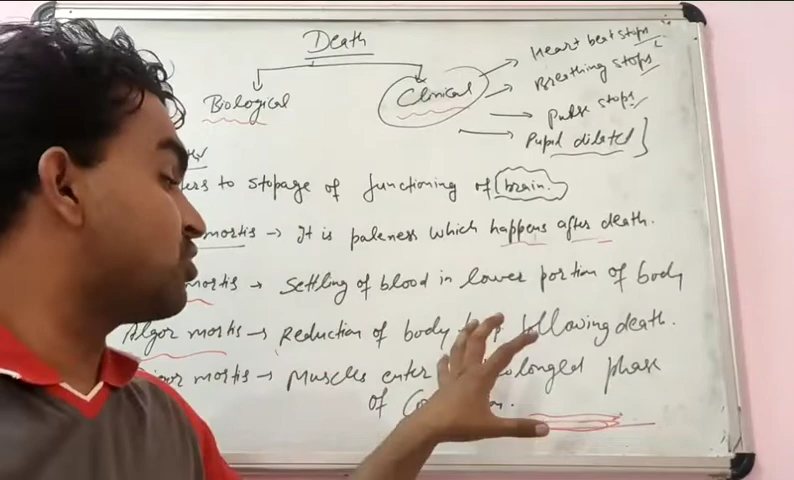 Death
Biological
Clinical
Heart beat stops
Breathing stops
Pulse stops
Pupil dilated
to stopage of functioning of brain.
mortis → It is paleness which happens after death.
mortis → Settling of blood in lower portion of body
Algor mortis → Reduction of body following death.
mortis → Muscles enter phase
of